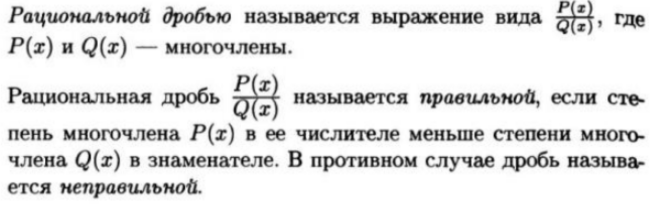 Рациональной дробью называется выражение вида P(x)/Q(x), где
P(x) и Q(x) — многочлены.
Рациональная дробь P(x)/Q(x) называется правильной, если сте-
пень многочлена P(x) в ее числителе меньше степени много-
члена Q(x) в знаменателе. В противном случае дробь называ-
ется неправильной.